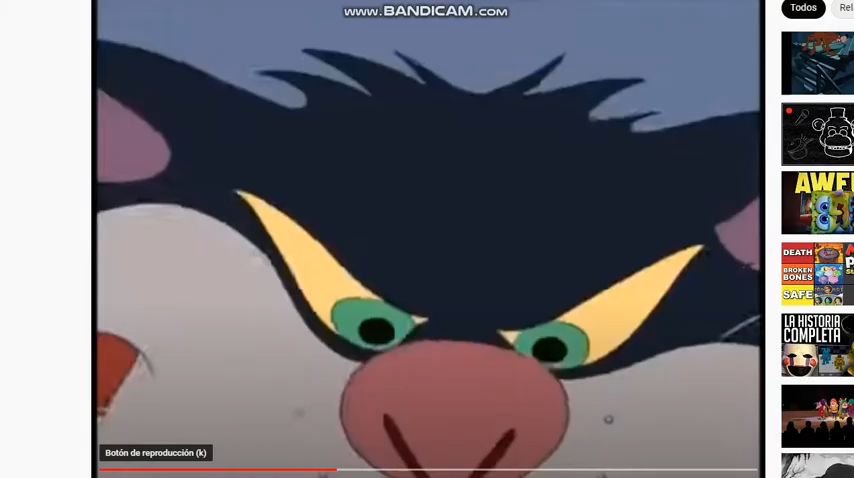 www.BANDICAM.com
Todos
Rel
AWF
DEATH
BROKEN
BONES
SAFE
LA HISTORIA
COMPLETA
Botón de reproducción (k)